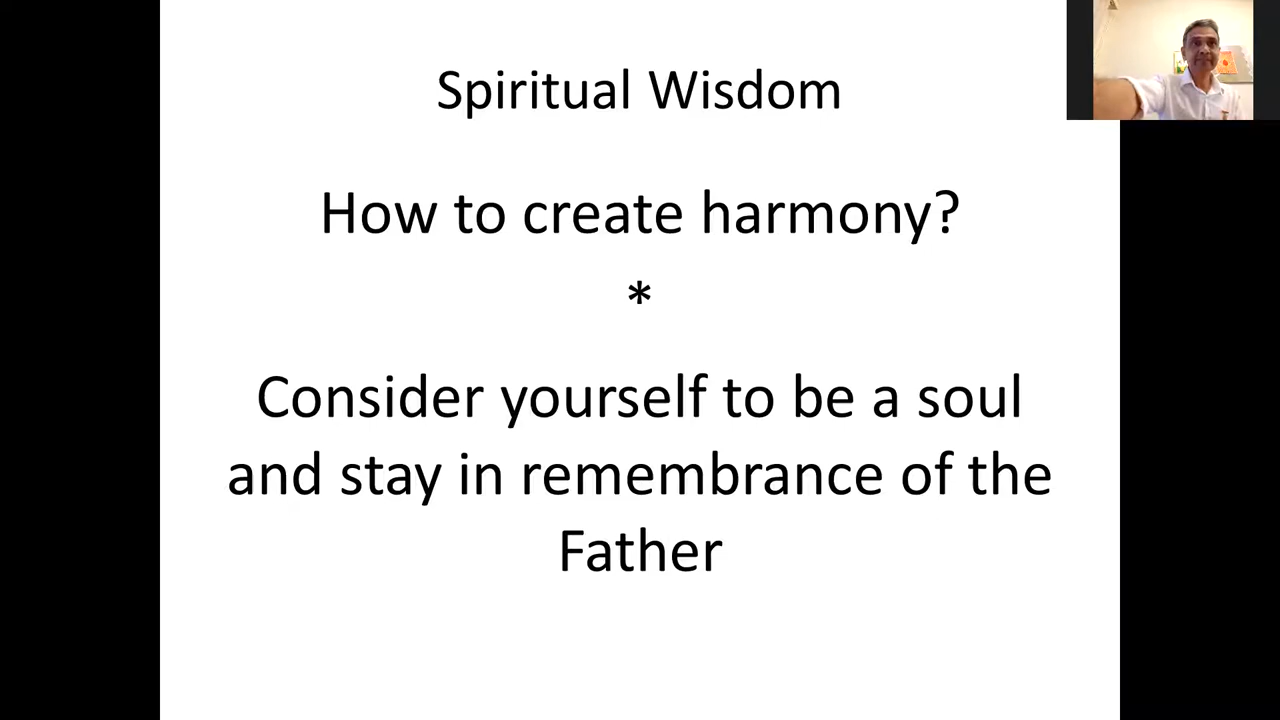 Spiritual Wisdom
How to create harmony?
*
Consider yourself to be a soul
and stay in remembrance of the
Father